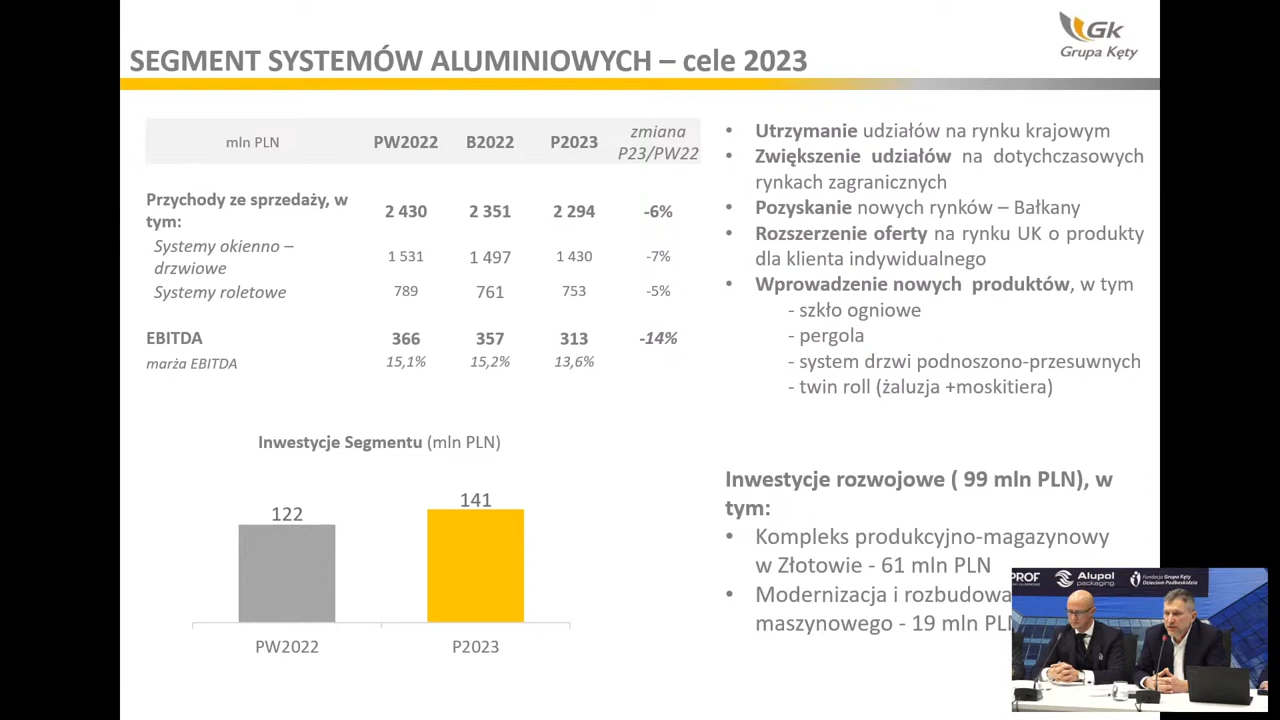 SEGMENT SYSTEMÓW ALUMINIOWYCH – cele 2023
Gk
Grupa Kęty
mln PLN PW2022 B2022 P2023 zmiana
P23/PW22
Przychody ze sprzedaży, w
tym: 2 430 2 351 2 294 -6%
Systemy okienno –
drzwiowe 1 531 1 497 1 430 -7%
Systemy roletowe 789 761 753 -5%
EBITDA 366 357 313 -14%
marża EBITDA 15,1% 15,2% 13,6%
• Utrzymanie udziałów na rynku krajowym
• Zwiększenie udziałów na dotychczasowych
rynkach zagranicznych
• Pozyskanie nowych rynków – Bałkany
• Rozszerzenie oferty na rynku UK o produkty
dla klienta indywidualnego
• Wprowadzenie nowych produktów, w tym
- szkło ogniowe
- pergola
- system drzwi podnoszono-przesuwnych
- twin roll (żaluzja +moskitiera)
Inwestycje Segmentu (mln PLN)
122
141
PW2022
P2023
Inwestycje rozwojowe ( 99 mln PLN), w
tym:
• Kompleks produkcyjno-magazynowy
w Złotowie - 61 mln PLN
• Modernizacja i rozbudowa
maszynowego - 19 mln PLN
PROF
Alupol
packaging
Fundacja Grupa Kęty
Dzieciom Podbeskidzia